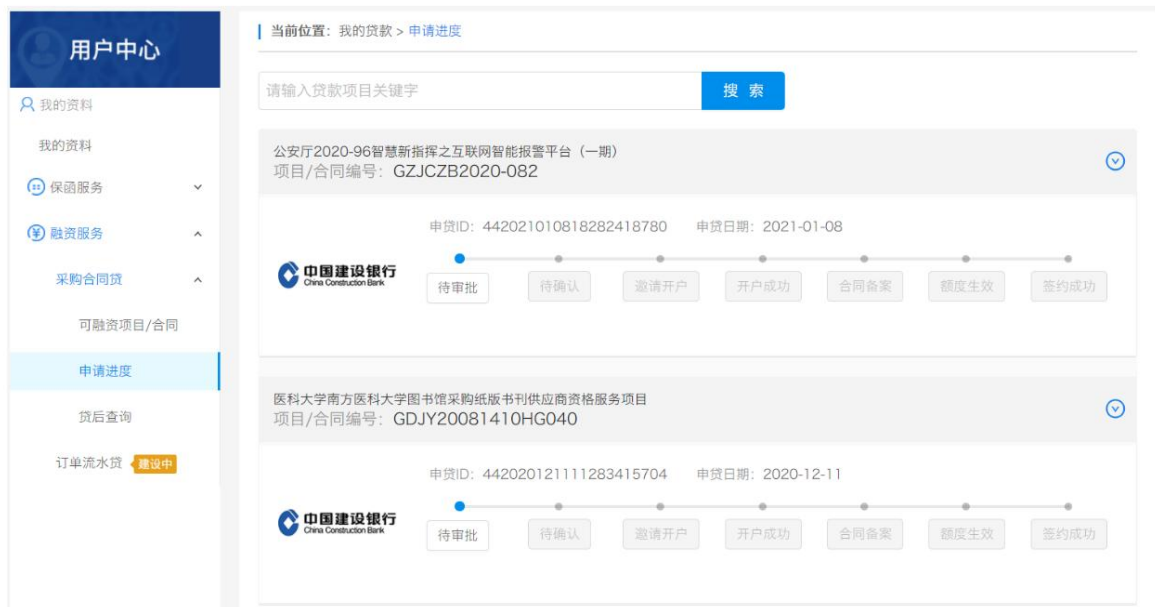 用户中心
我的资料
我的资料
保函服务
融资服务
采购合同贷
可融资项目/合同
申请进度
贷后查询
订单流水贷 建设中
当前位置：我的贷款 > 申请进度
请输入贷款项目关键字 搜 索
公安厅2020-96智慧新指挥之互联网智能报警平台（一期）
项目/合同编号：GZJCZB2020-082
申贷ID：442021010818282418780 申贷日期：2021-01-08
中国建设银行
China Construction Bank
待审批 待确认 邀请开户 开户成功 合同备案 额度生效 签约成功
医科大学南方医科大学图书馆采购纸版书刊供应商资格服务项目
项目/合同编号：GDJY20081410HG040
申贷ID：442020121111283415704 申贷日期：2020-12-11
中国建设银行
China Construction Bank
待审批 待确认 邀请开户 开户成功 合同备案 额度生效 签约成功